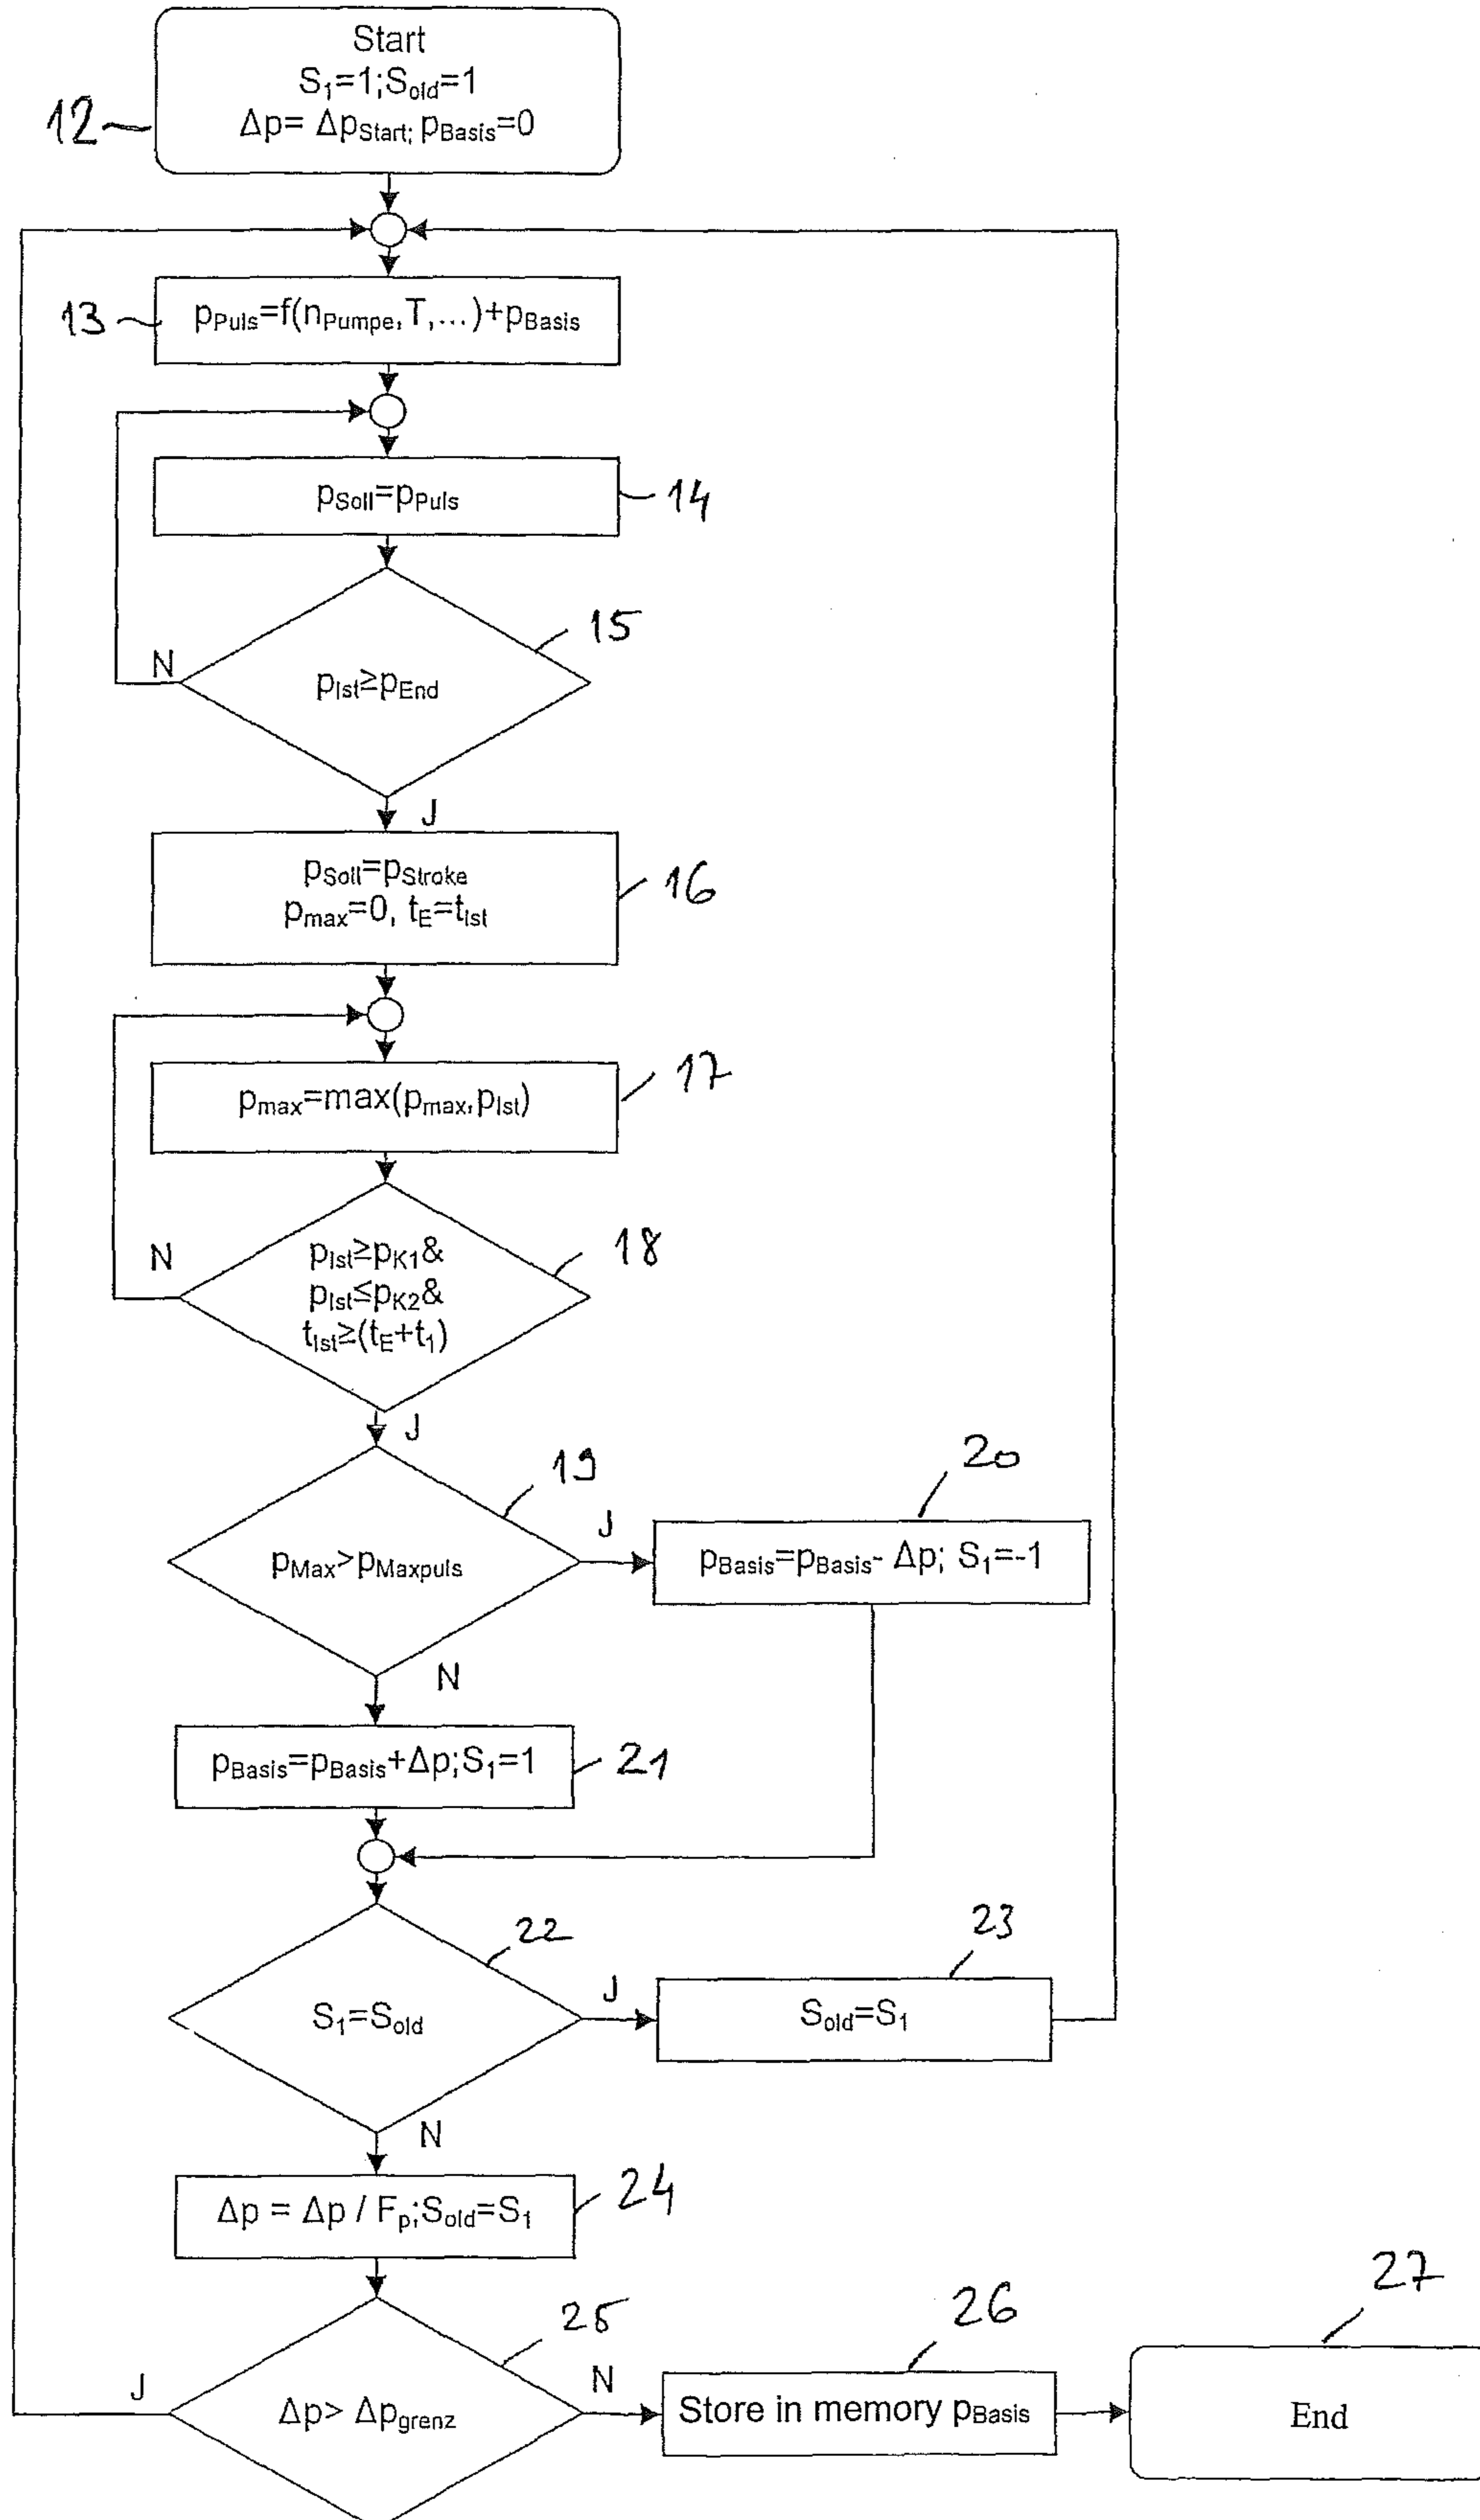 Start
S₁=1;Sold=1
Δp= ΔpStart; pBasis=0
12
pPuls=f(nPumpe,T,...)+pBasis
13
pSoll=pPuls
14
15
N
pIst≥pEnd
J
pSoll=pStroke
pmax=0, tE=tIst
16
pmax=max(pmax,pIst)
17
N
pIst≥pK1&
pIst≤pK2&
tIst≥(tE+t1)
18
J
19
pMax>pMaxpuls
J
20
pBasis=pBasis- Δp; S₁=-1
N
pBasis=pBasis+Δp;S₁=1
21
22
S₁=Sold
J
23
Sold=S₁
N
Δp = Δp / Fp;Sold=S₁
24
25
J
Δp> Δpgrenz
N
26
Store in memory pBasis
27
End